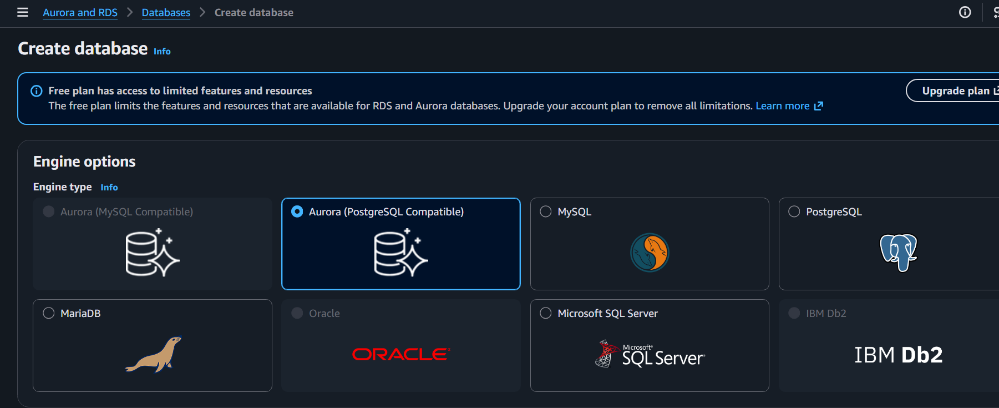 Aurora and RDS > Databases > Create database
Create database Info
Free plan has access to limited features and resources
The free plan limits the features and resources that are available for RDS and Aurora databases. Upgrade your account plan to remove all limitations. Learn more
Upgrade plan
Engine options
Engine type Info
Aurora (MySQL Compatible)
Aurora (PostgreSQL Compatible)
MySQL
PostgreSQL
MariaDB
Oracle
ORACLE®
Microsoft SQL Server
Microsoft®
SQL Server®
IBM Db2
IBM Db2